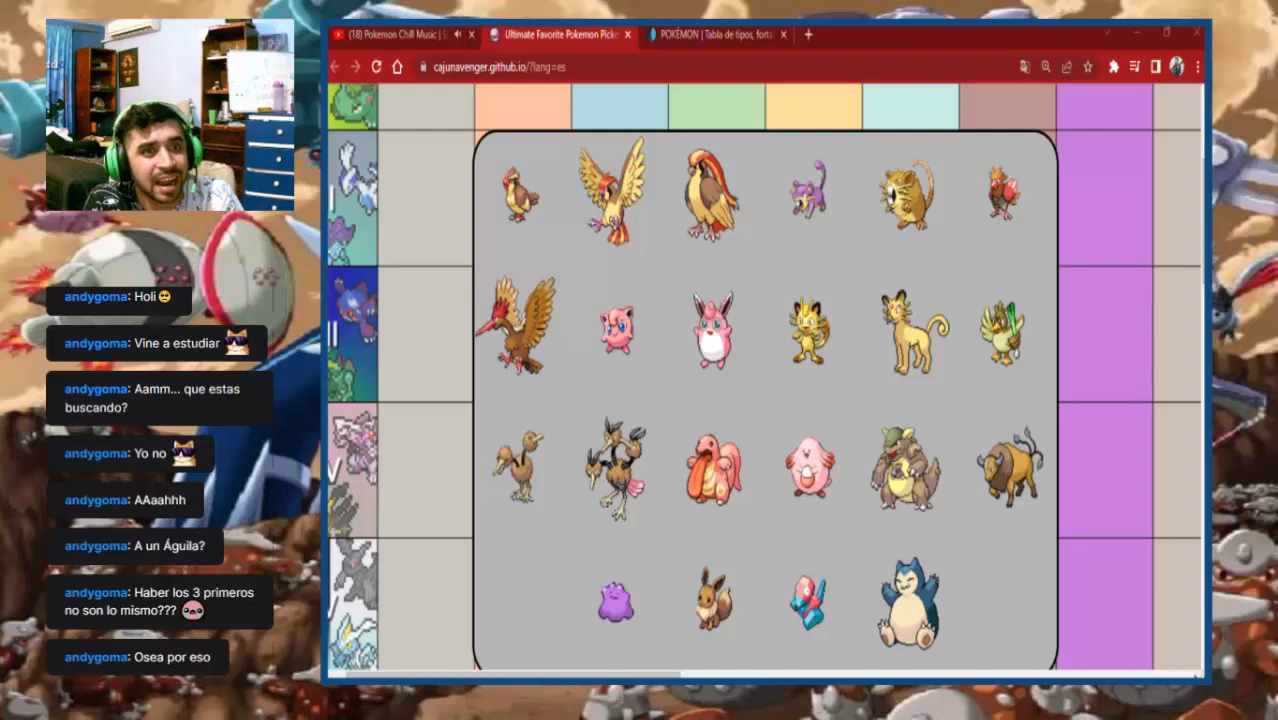 (18) Pokemon Chill Music | S
Ultimate Favorite Pokemon Picke
POKÉMON | Tabla de tipos, forta
cajunavenger.github.io/?lang=es
andygoma: Holi🥺
andygoma: Vine a estudiar
andygoma: Aamm... que estas
buscando?
andygoma: Yo no
andygoma: AAaahhh
andygoma: A un Águila?
andygoma: Haber los 3 primeros
no son lo mismo???
andygoma: Osea por eso